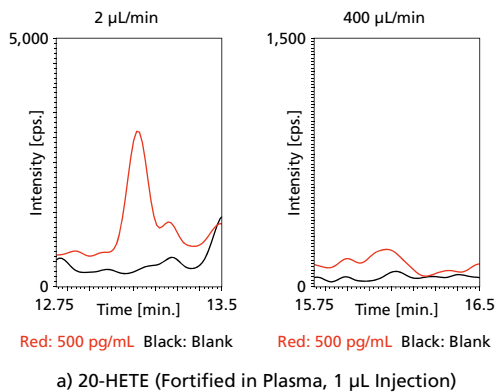 2 µL/min
400 µL/min
5,000
1,500
Intensity [cps.]
Intensity [cps.]
0
0
12.75
Time [min.]
13.5
15.75
Time [min.]
16.5
Red: 500 pg/mL Black: Blank
Red: 500 pg/mL Black: Blank
a) 20-HETE (Fortified in Plasma, 1 µL Injection)